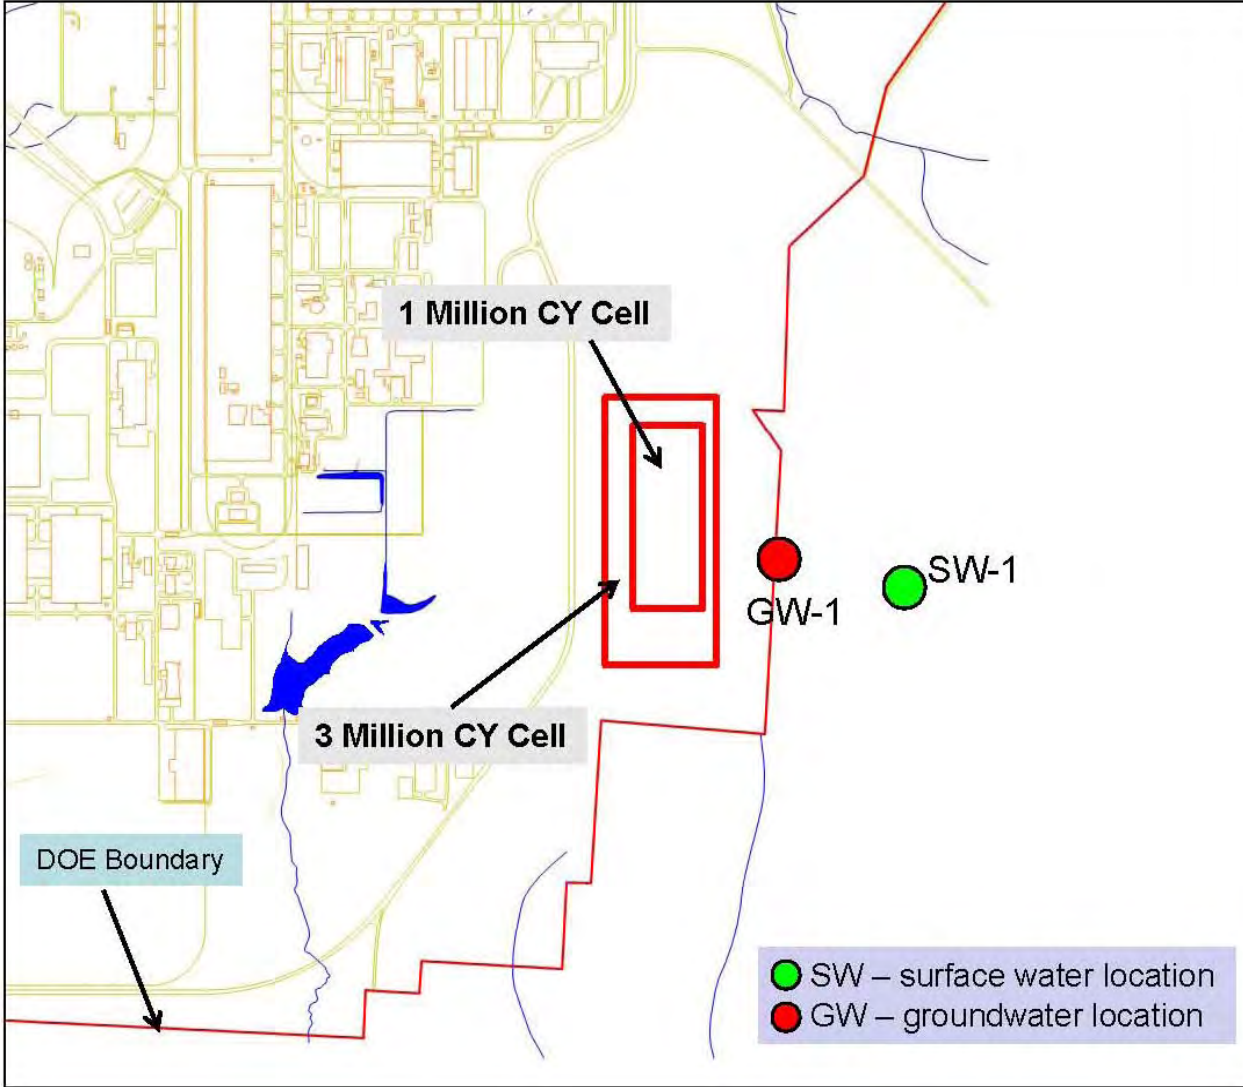 1 Million CY Cell
SW-1
GW-1
3 Million CY Cell
DOE Boundary
SW – surface water location
GW – groundwater location